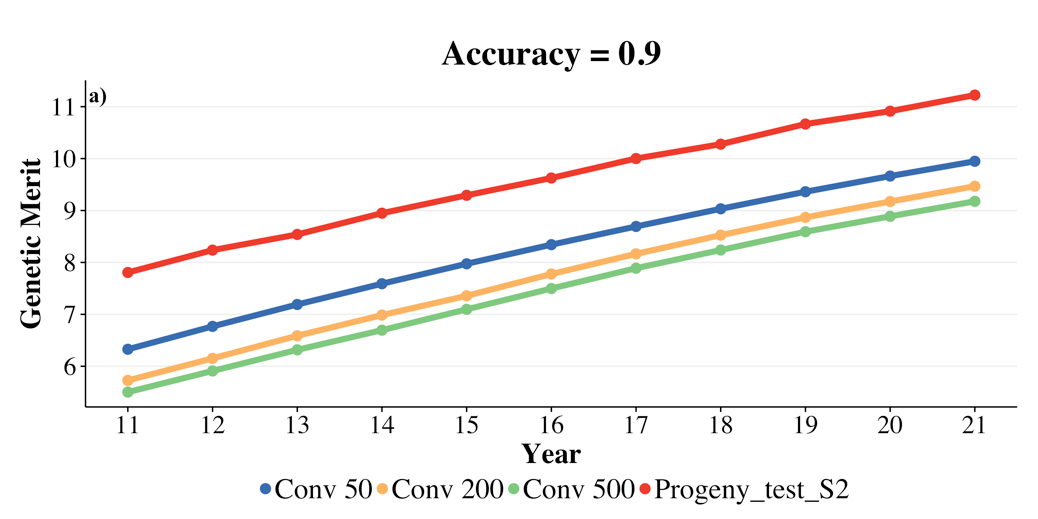 Accuracy = 0.9
a)
11
10
9
8
7
6
Genetic Merit
11 12 13 14 15 16 17 18 19 20 21
Year
Conv 50 Conv 200 Conv 500 Progeny_test_S2